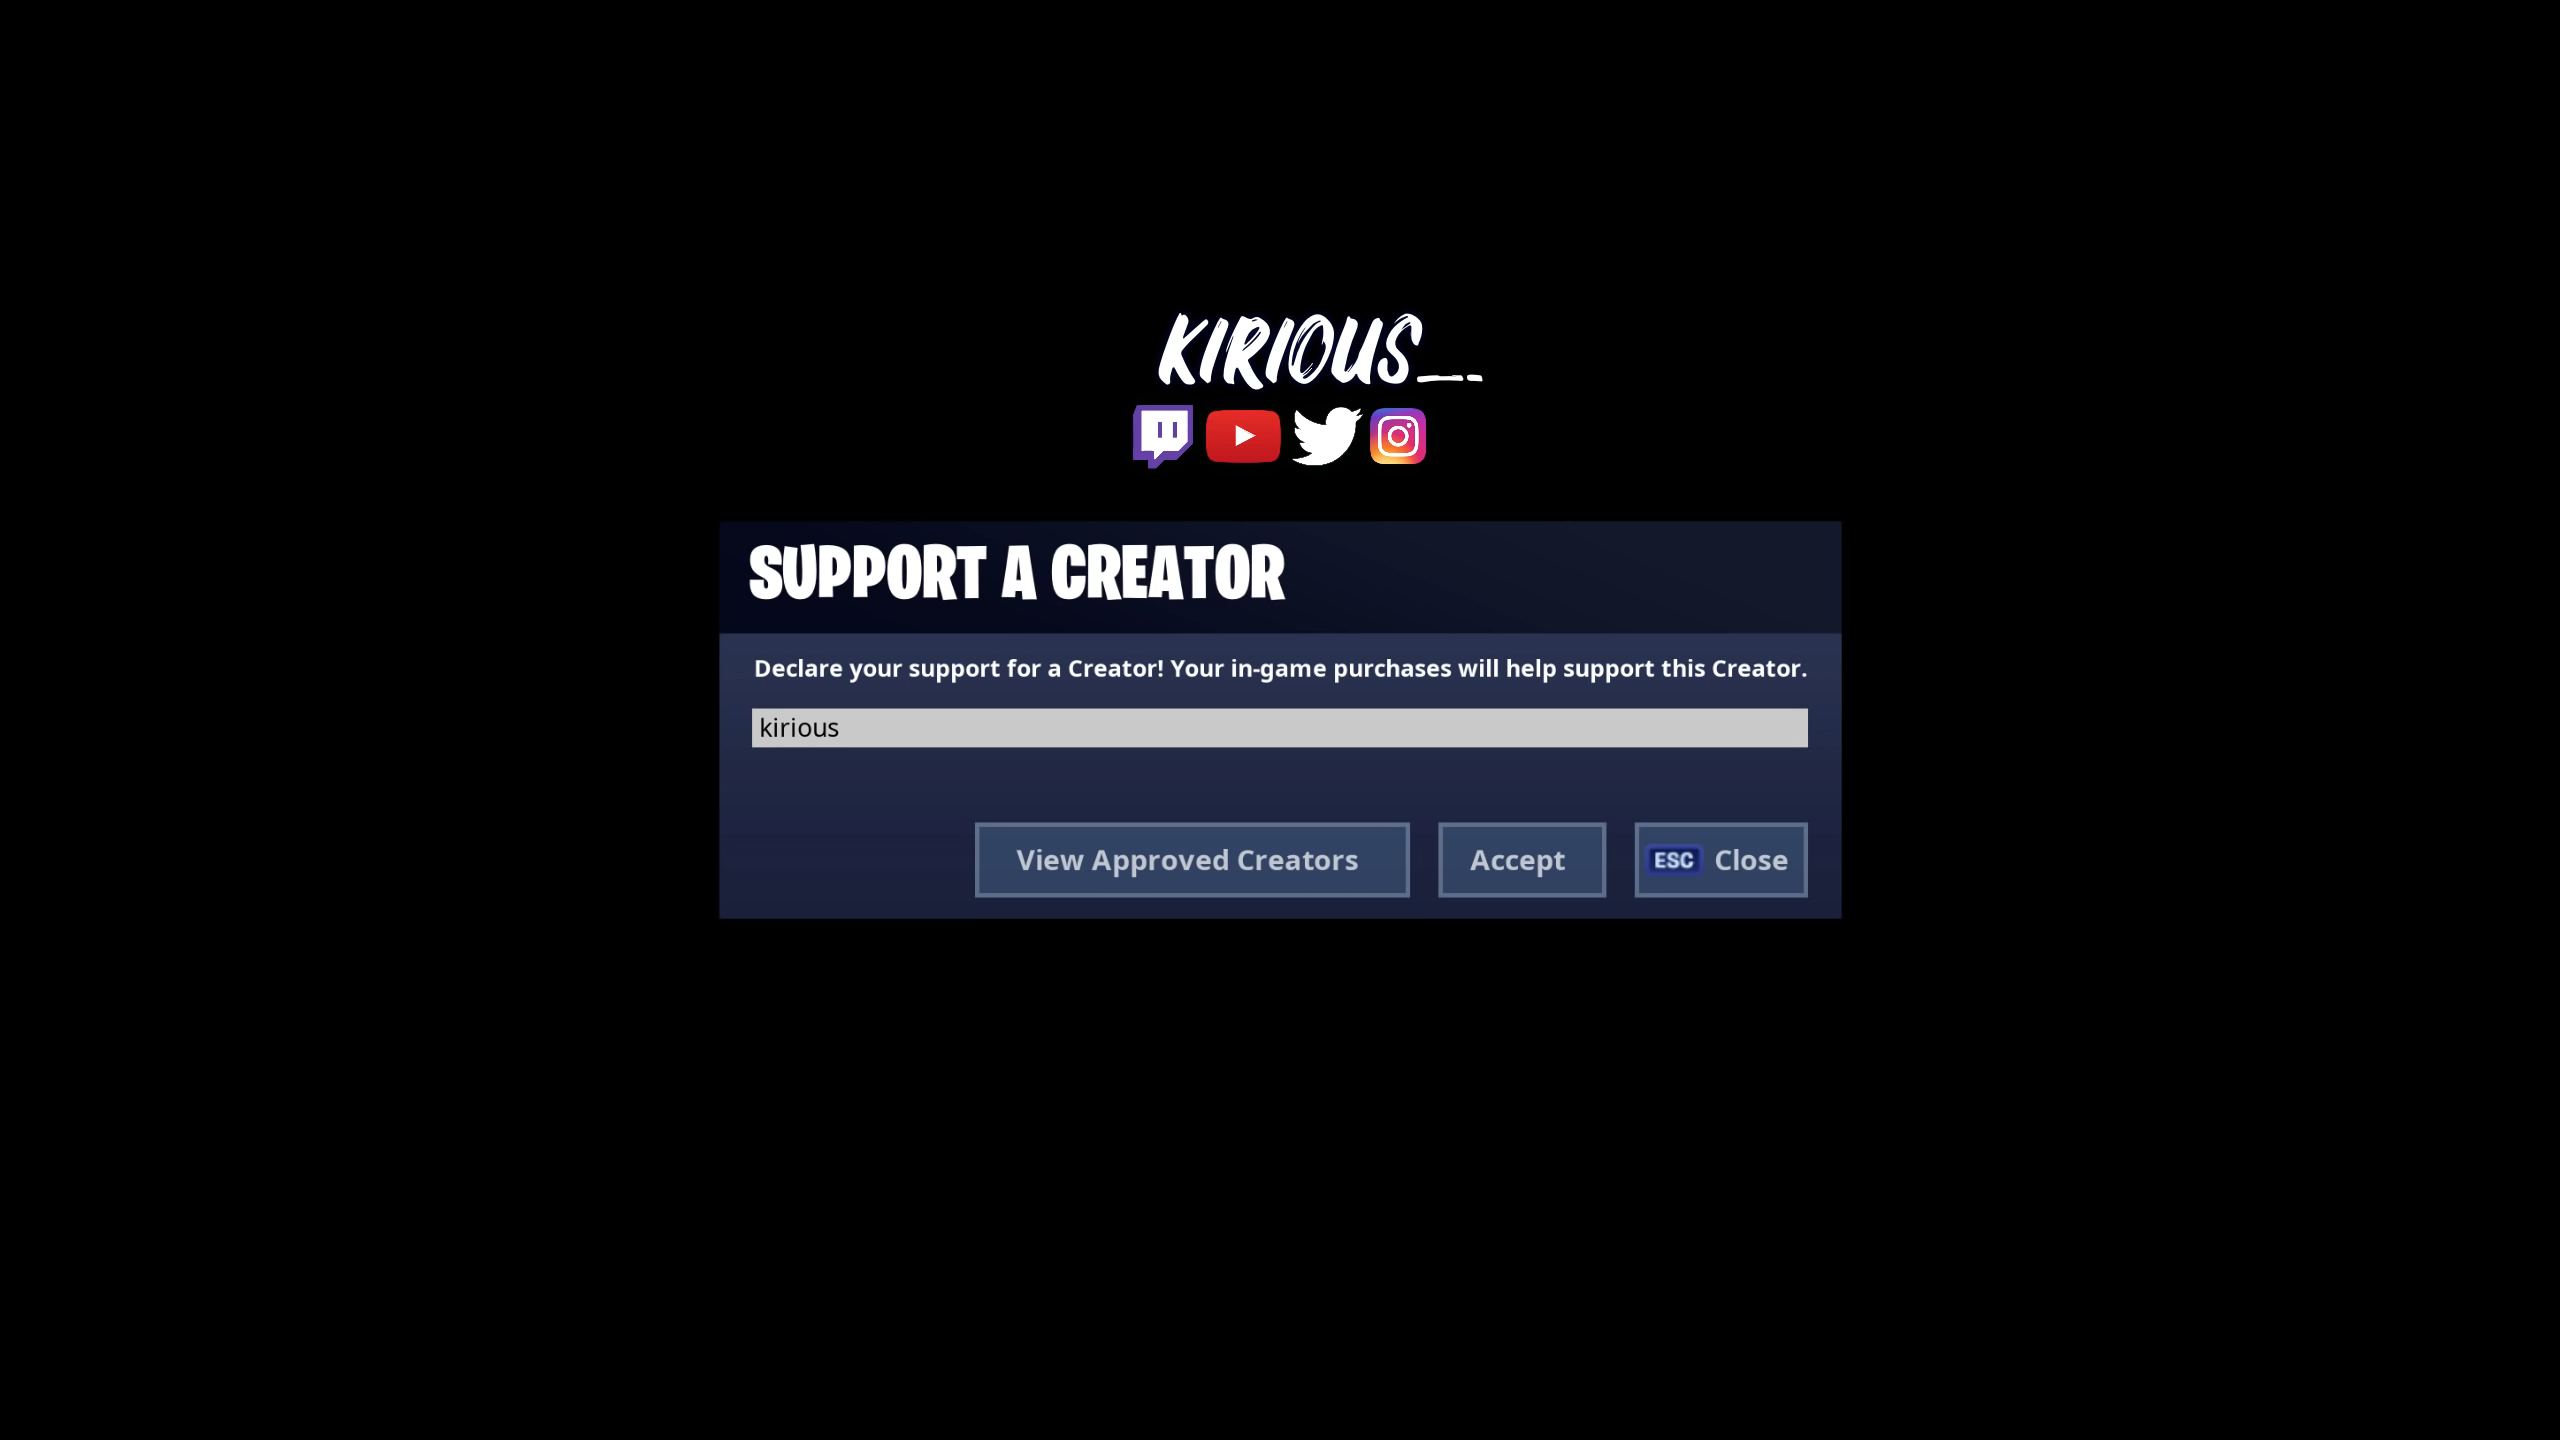 KIRIOUS__
SUPPORT A CREATOR
Declare your support for a Creator! Your in-game purchases will help support this Creator.
kirious
View Approved Creators
Accept
ESC Close